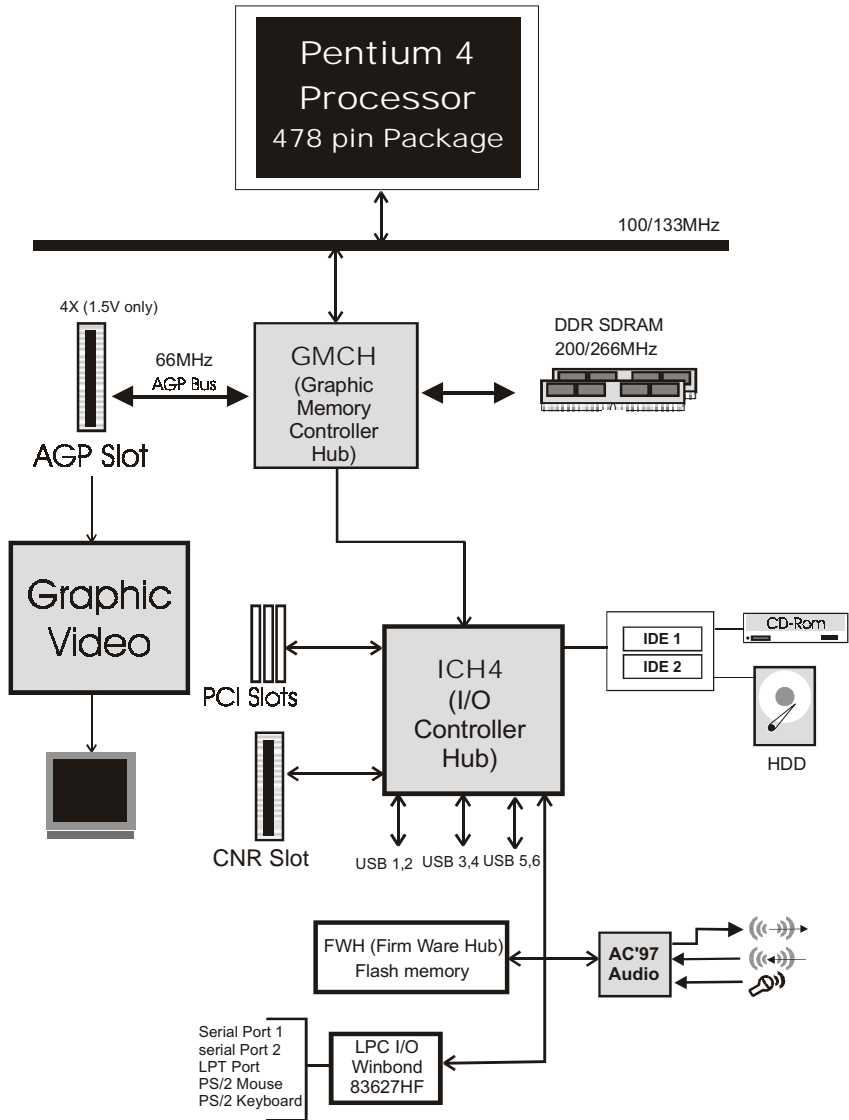 Pentium 4
Processor
478 pin Package
100/133MHz
4X (1.5V only)
66MHz
AGP Bus
AGP Slot
GMCH
(Graphic
Memory
Controller
Hub)
DDR SDRAM
200/266MHz
Graphic
Video
PCI Slots
CNR Slot
ICH4
(I/O
Controller
Hub)
IDE 1
IDE 2
CD-Rom
HDD
USB 1,2
USB 3,4
USB 5,6
FWH (Firm Ware Hub)
Flash memory
AC'97
Audio
Serial Port 1
serial Port 2
LPT Port
PS/2 Mouse
PS/2 Keyboard
LPC I/O
Winbond
83627HF